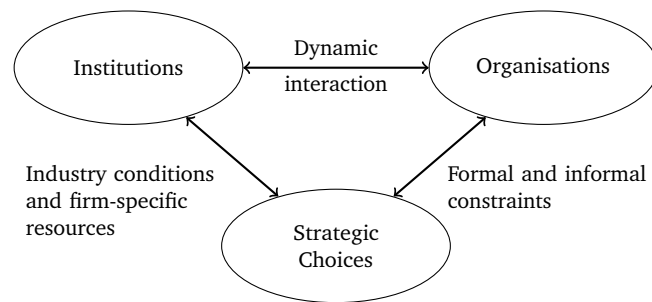 Institutions
Dynamic
interaction
Organisations
Industry conditions
and firm-specific
resources
Formal and informal
constraints
Strategic
Choices